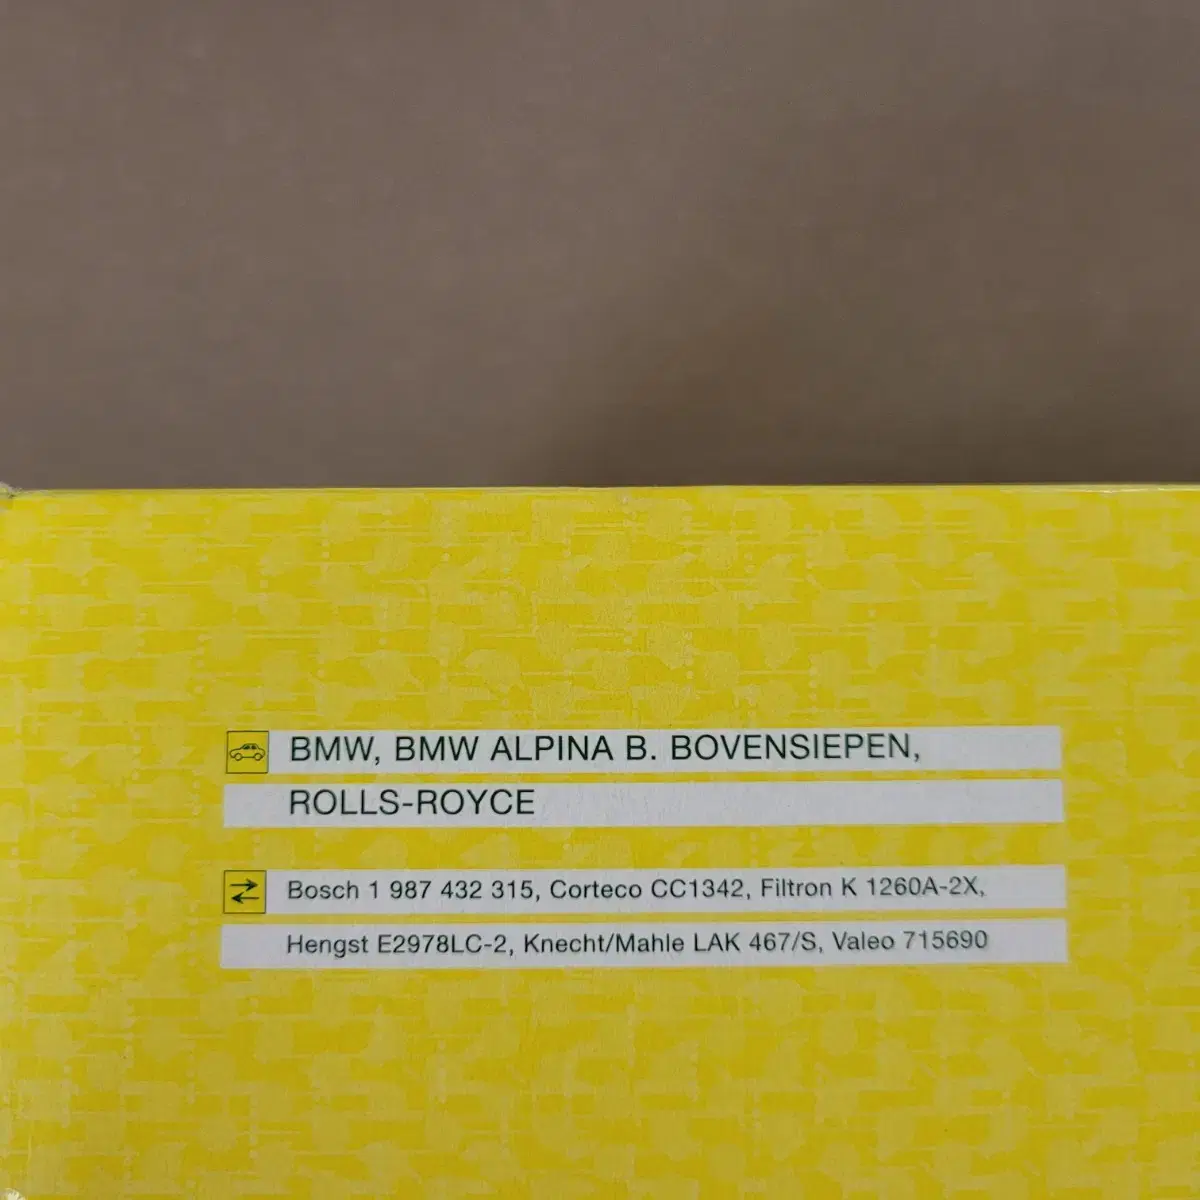 BMW, BMW ALPINA B. BOVENSIEPEN,
ROLLS-ROYCE
Bosch 1 987 432 315, Corteco CC1342, Filtron K 1260A-2X,
Hengst E2978LC-2, Knecht/Mahle LAK 467/S, Valeo 715690